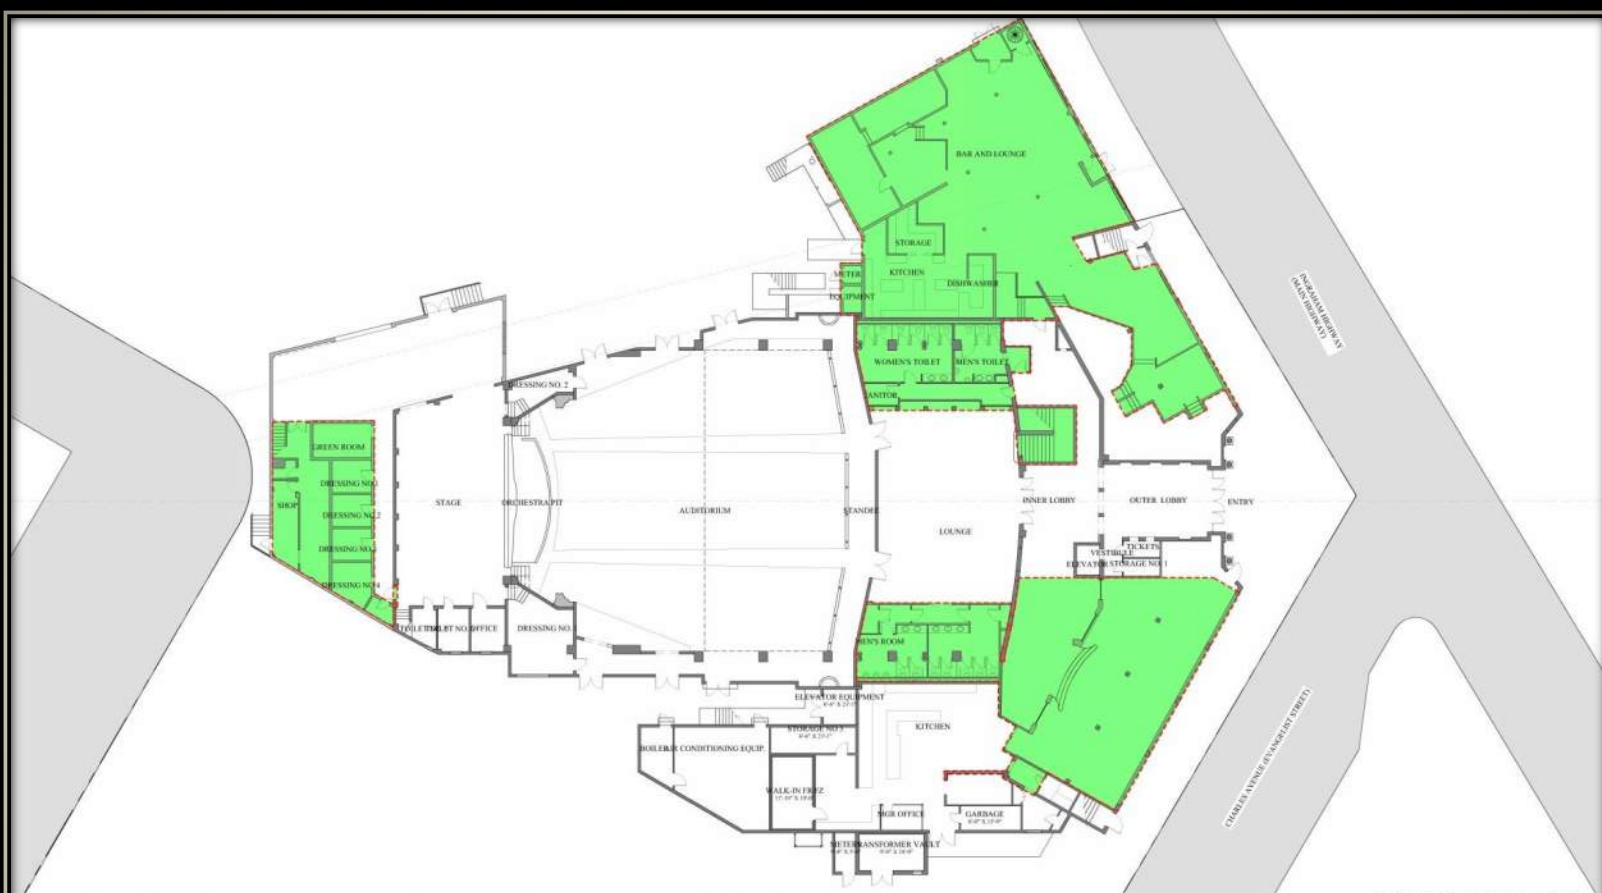 BAR AND LOUNGE
STORAGE
KITCHEN
METER
DISHWASHER
EQUIPMENT
INGRAHAM HIGHWAY
(MAIN HIGHWAY)
WOMEN'S TOILET
MEN'S TOILET
DRESSING NO. 2
JANITOR
GREEN ROOM
DRESSING NO.1
STAGE
ORCHESTRA PIT
AUDITORIUM
STANDEE
INNER LOBBY
OUTER LOBBY
ENTRY
SHOP
DRESSING NO.2
LOUNGE
DRESSING NO.3
TICKETS
VESTIBULE
ELEVATOR
STORAGE NO. 1
DRESSING NO.4
OFFICE
DRESSING NO.
MEN'S ROOM
ELEVATOR EQUIPMENT
STORAGE NO 3
KITCHEN
BOILER
AIR CONDITIONING EQUIP.
CHARLES AVENUE (EVANGELIST STREET)
WALK-IN FREZ
MGR OFFICE
GARBAGE
METER
TRANSFORMER VAULT